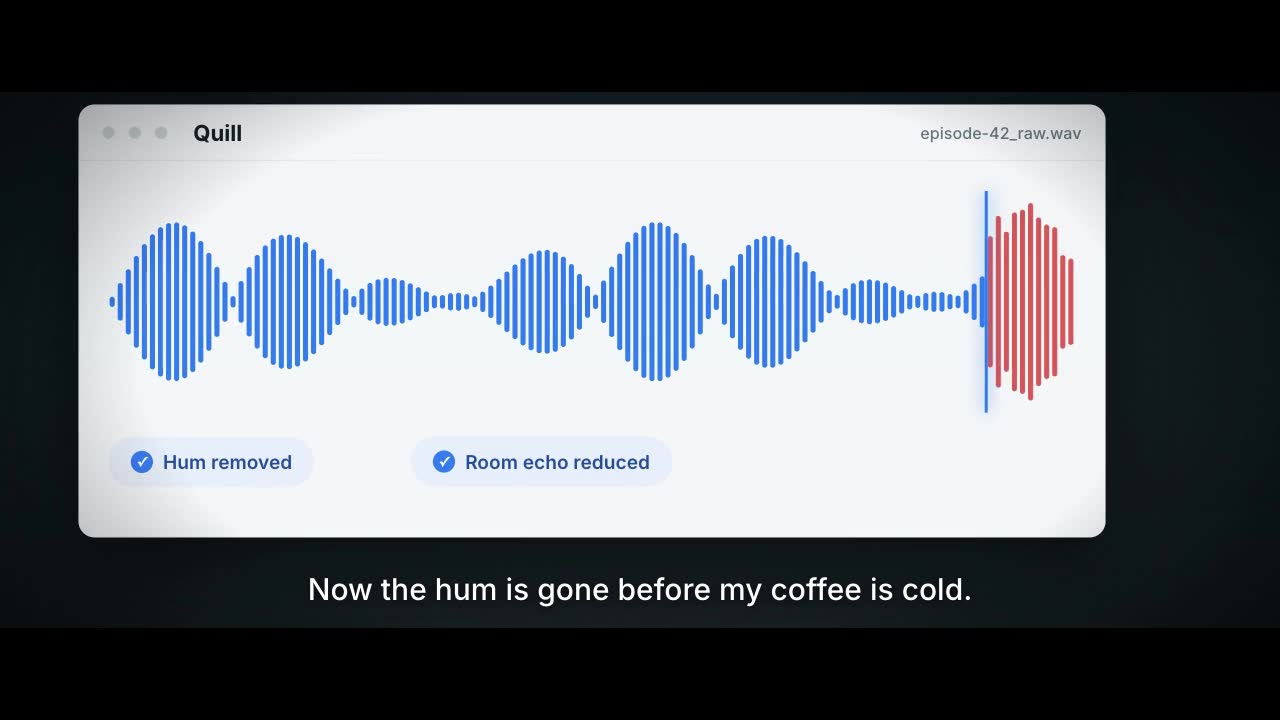 Quill
episode-42_raw.wav
Hum removed
Room echo reduced
Now the hum is gone before my coffee is cold.